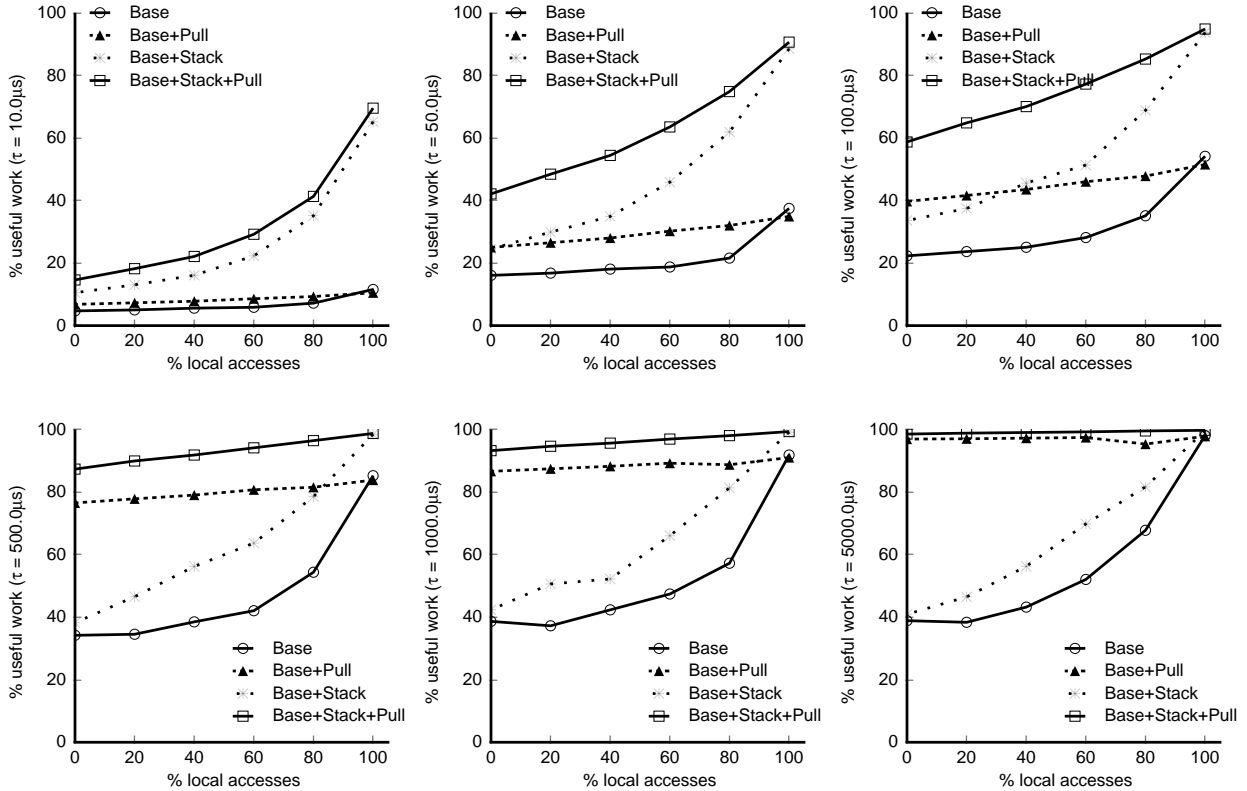 Base
Base+Pull
Base+Stack
Base+Stack+Pull
% useful work (τ = 10.0µs)
100
80
60
40
20
0
0 20 40 60 80 100
% local accesses
Base
Base+Pull
Base+Stack
Base+Stack+Pull
% useful work (τ = 50.0µs)
100
80
60
40
20
0
0 20 40 60 80 100
% local accesses
Base
Base+Pull
Base+Stack
Base+Stack+Pull
% useful work (τ = 100.0µs)
100
80
60
40
20
0
0 20 40 60 80 100
% local accesses
% useful work (τ = 500.0µs)
100
80
60
40
20
0
Base
Base+Pull
Base+Stack
Base+Stack+Pull
0 20 40 60 80 100
% local accesses
% useful work (τ = 1000.0µs)
100
80
60
40
20
0
Base
Base+Pull
Base+Stack
Base+Stack+Pull
0 20 40 60 80 100
% local accesses
% useful work (τ = 5000.0µs)
100
80
60
40
20
0
Base
Base+Pull
Base+Stack
Base+Stack+Pull
0 20 40 60 80 100
% local accesses